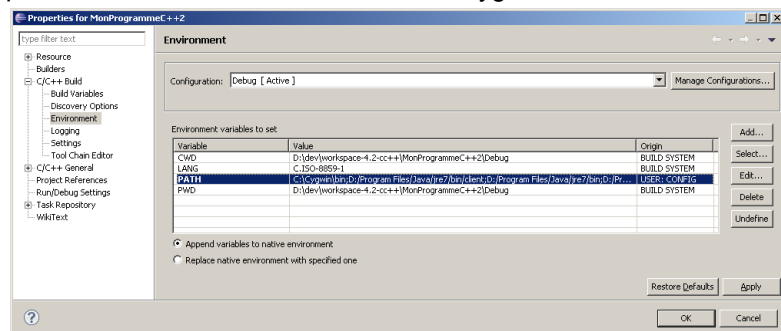 Properties for MonProgrammeC++2
type filter text
Resource
Builders
C/C++ Build
Build Variables
Discovery Options
Environment
Logging
Settings
Tool Chain Editor
C/C++ General
Project References
Run/Debug Settings
Task Repository
WikiText
Environment
Configuration: Debug [ Active ] Manage Configurations...
Environment variables to set
Variable Value Origin
CWD D:\dev\workspace-4.2-cc++\MonProgrammeC++2\Debug BUILD SYSTEM
LANG C.ISO-8859-1 BUILD SYSTEM
PATH C:\Cygwin\bin;D:/Program Files/Java/jre7/bin/client;D:/Program Files/Java/jre7/bin;D:/Pr... USER: CONFIG
PWD D:\dev\workspace-4.2-cc++\MonProgrammeC++2\Debug BUILD SYSTEM
Add...
Select...
Edit...
Delete
Undefine
Append variables to native environment
Replace native environment with specified one
Restore Defaults Apply
? OK Cancel